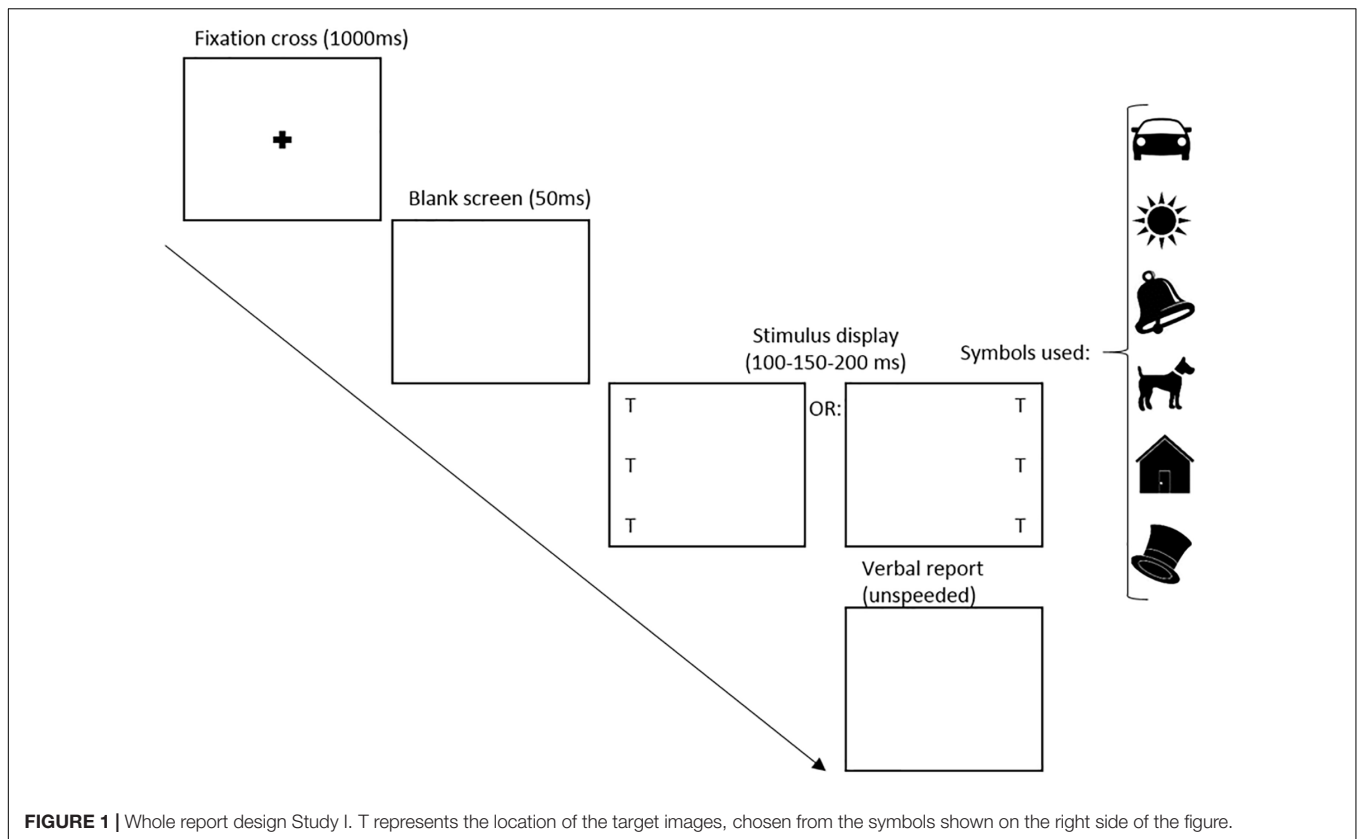 Fixation cross (1000ms)
Blank screen (50ms)
Stimulus display
(100-150-200 ms)
Symbols used:
T
T
T
OR:
T
T
T
Verbal report
(unspeeded)
FIGURE 1 | Whole report design Study I. T represents the location of the target images, chosen from the symbols shown on the right side of the figure.